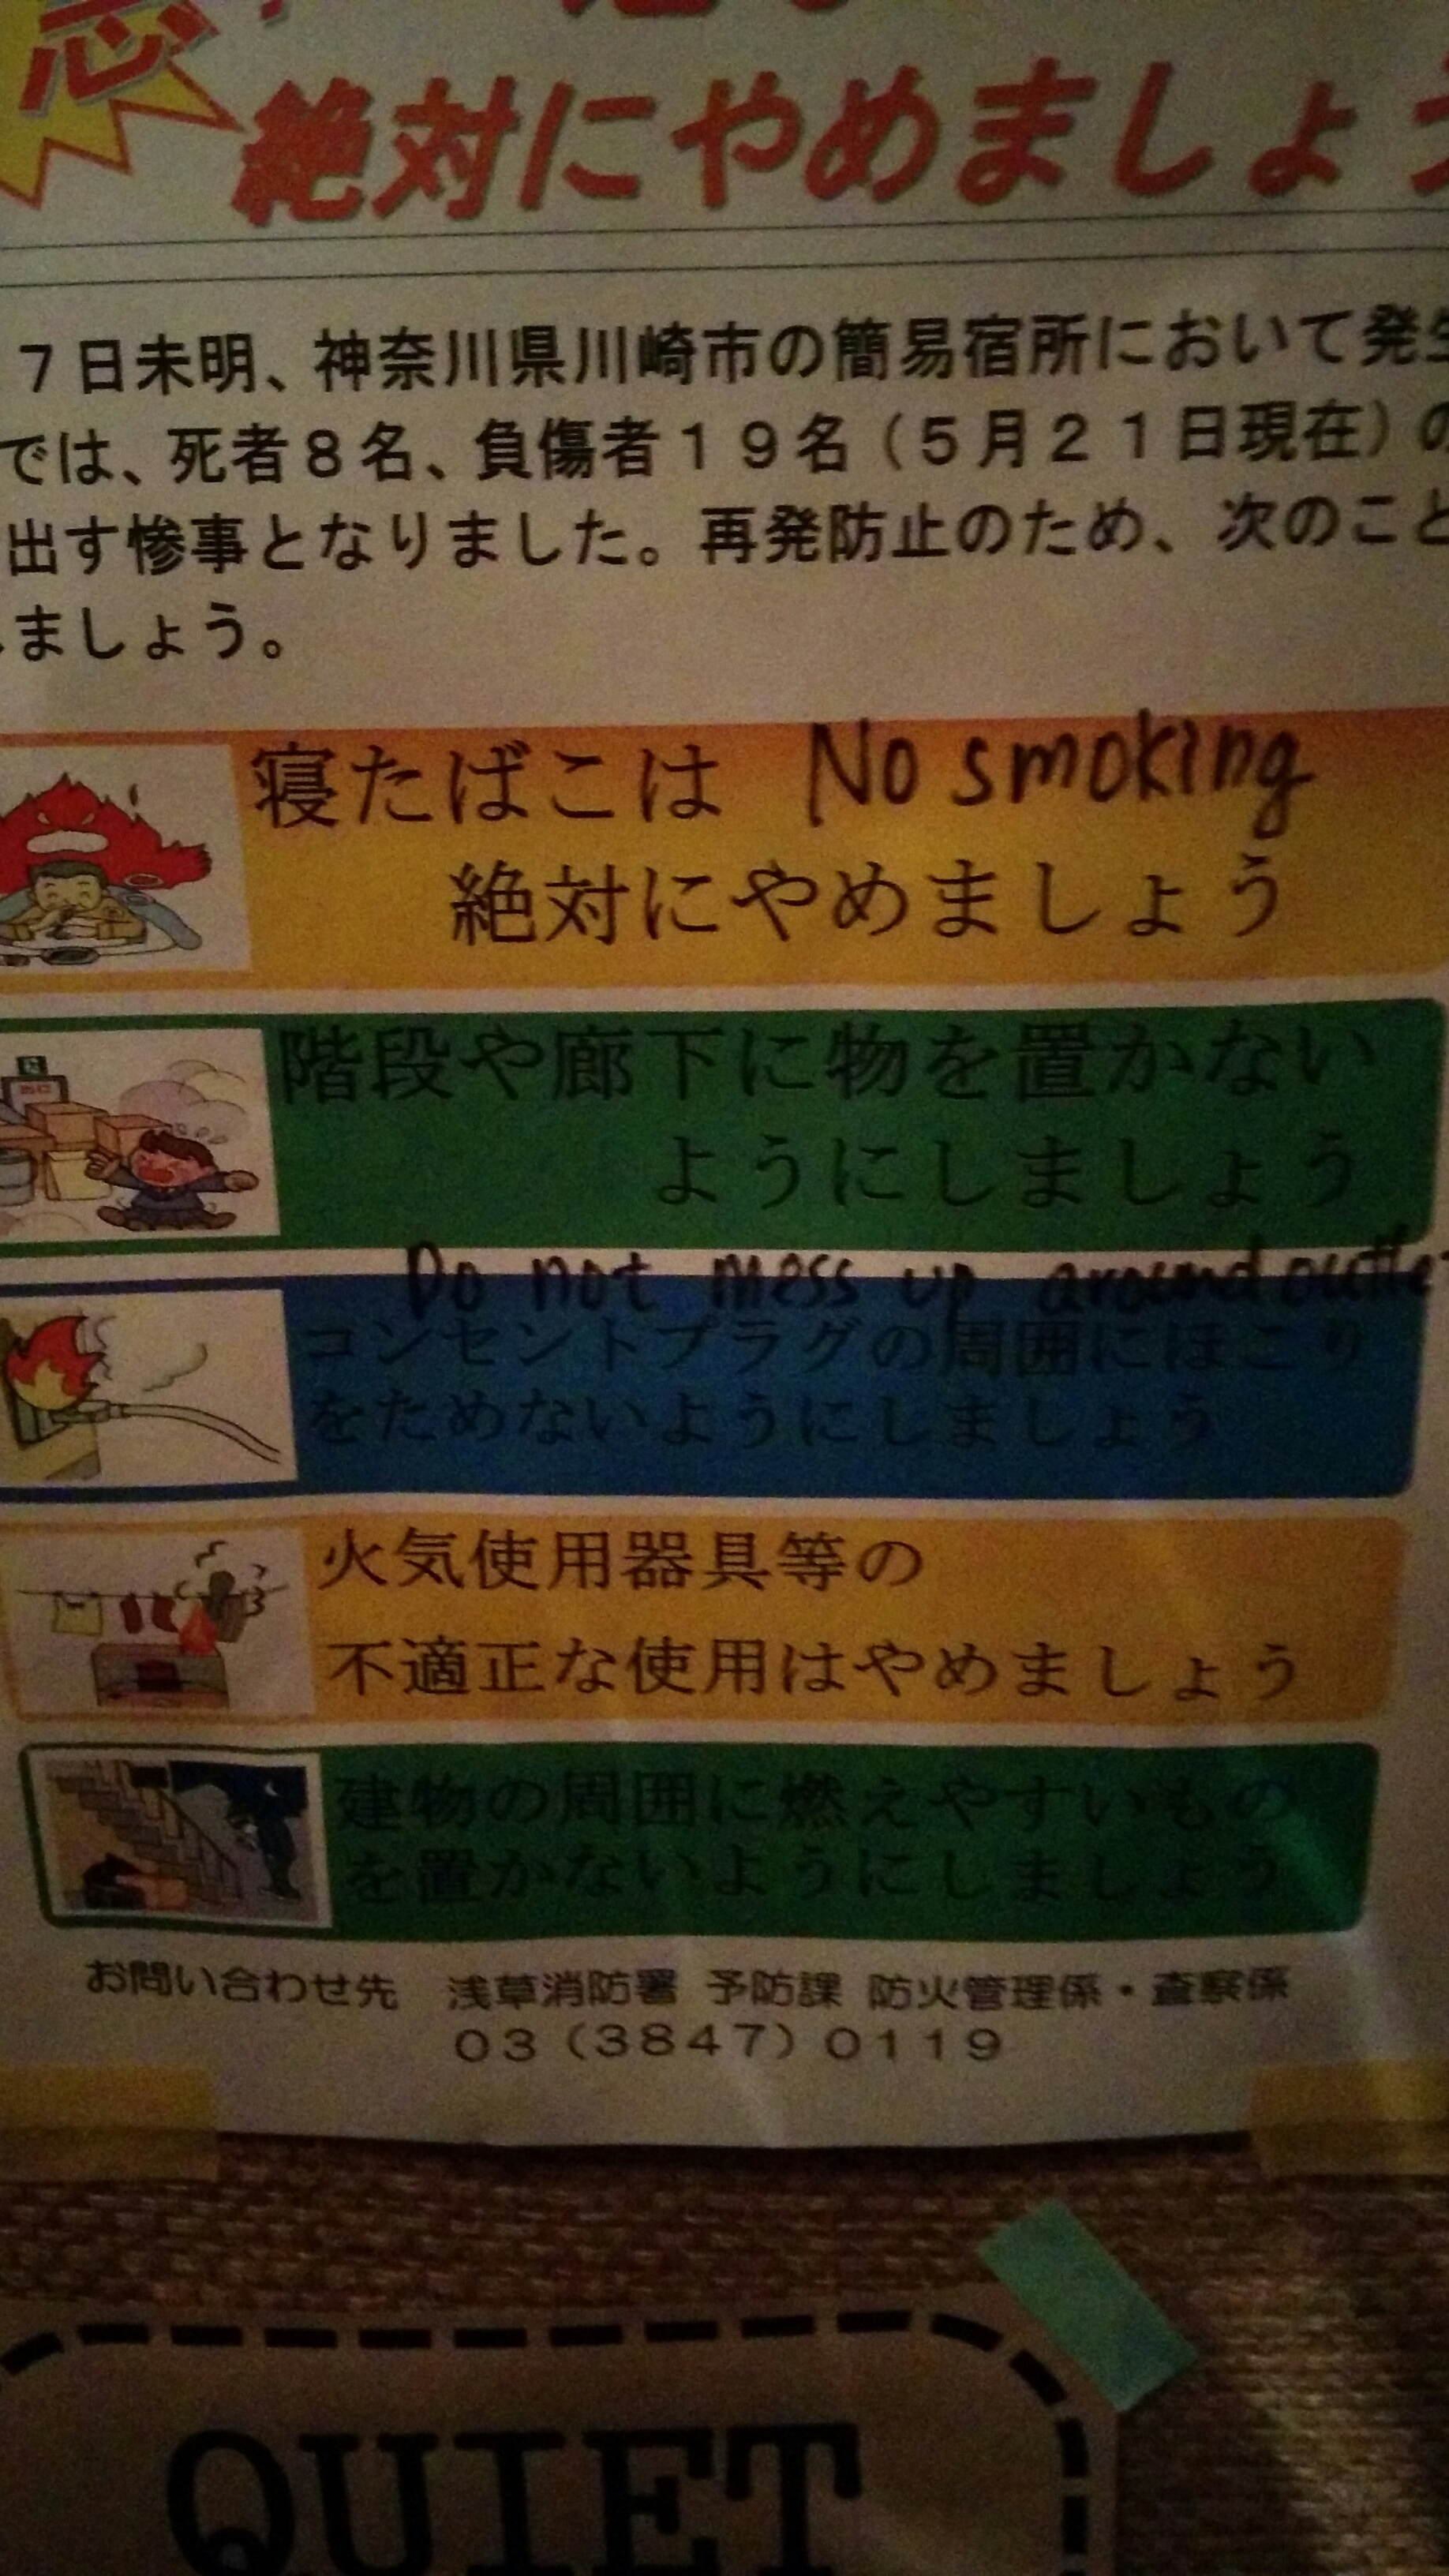 絶対にやめましょう
7日未明、神奈川県川崎市の簡易宿所において発生
では、死者8名、負傷者19名（5月21日現在）の
出す惨事となりました。再発防止のため、次のこと
ましょう。
寝たばこは No smoking
絶対にやめましょう
階段や廊下に物を置かない
ようにしましょう
Do not mess up around outle
コンセントプラグの周囲にほこり
をためないようにしましょう
火気使用器具等の
不適正な使用はやめましょう
建物の周囲に燃えやすいもの
を置かないようにしましょう
お問い合わせ先 浅草消防署 予防課 防火管理係・査察係
03（3847）0119
QUIET